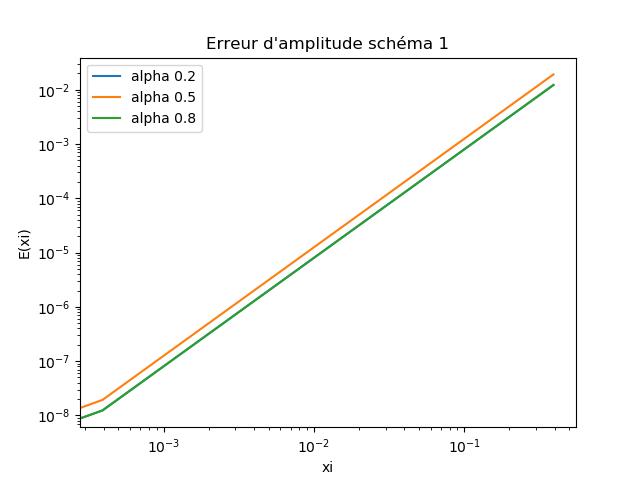 Erreur d'amplitude schéma 1
alpha 0.2
alpha 0.5
alpha 0.8
E(xi)
10⁻²
10⁻³
10⁻⁴
10⁻⁵
10⁻⁶
10⁻⁷
10⁻⁸
10⁻³ 10⁻² 10⁻¹
xi